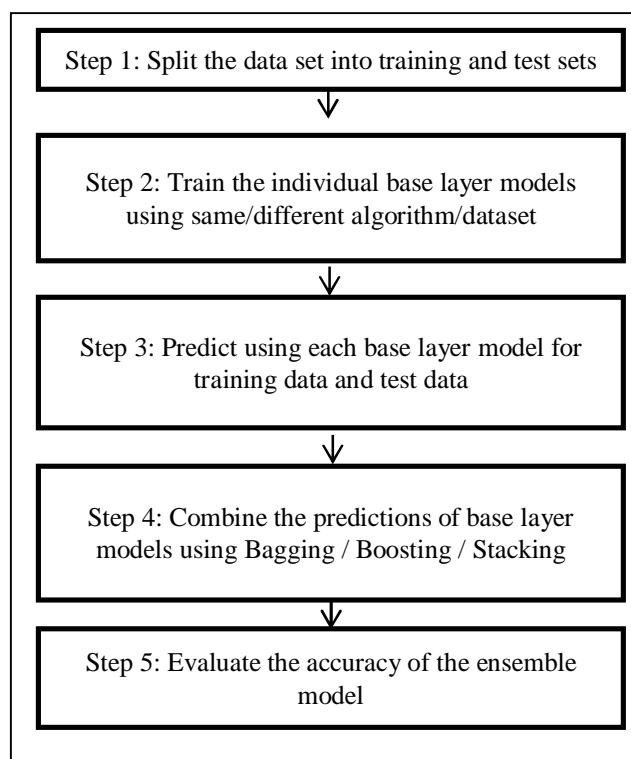 Step 1: Split the data set into training and test sets
Step 2: Train the individual base layer models
using same/different algorithm/dataset
Step 3: Predict using each base layer model for
training data and test data
Step 4: Combine the predictions of base layer
models using Bagging / Boosting / Stacking
Step 5: Evaluate the accuracy of the ensemble
model